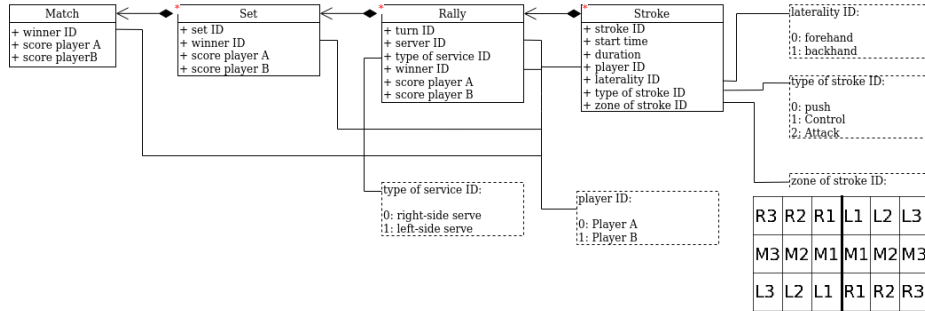 Match
+ winner ID
+ score player A
+ score playerB
*
Set
+ set ID
+ winner ID
+ score player A
+ score player B
*
Rally
+ turn ID
+ server ID
+ type of service ID
+ winner ID
+ score player A
+ score player B
*
Stroke
+ stroke ID
+ start time
+ duration
+ player ID
+ laterality ID
+ type of stroke ID
+ zone of stroke ID
laterality ID:
0: forehand
1: backhand
type of stroke ID:
0: push
1: Control
2: Attack
type of service ID:
0: right-side serve
1: left-side serve
player ID:
0: Player A
1: Player B
zone of stroke ID:
R3 R2 R1 L1 L2 L3
M3 M2 M1 M1 M2 M3
L3 L2 L1 R1 R2 R3